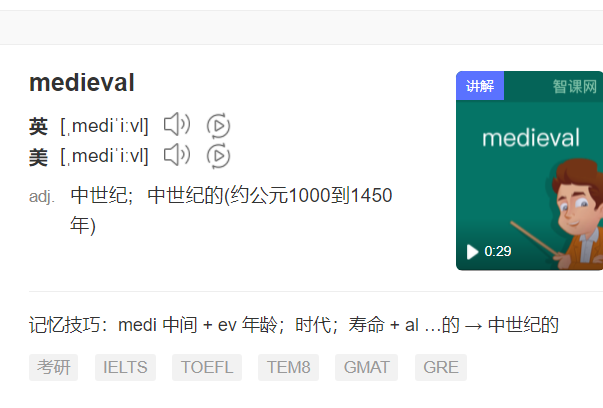 medieval
英 [ˌmediˈiːvl]
美 [ˌmediˈiːvl]
adj. 中世纪；中世纪的(约公元1000到1450
年)
讲解 智课网
medieval
0:29
记忆技巧：medi 中间 + ev 年龄；时代；寿命 + al …的 → 中世纪的
考研 IELTS TOEFL TEM8 GMAT GRE